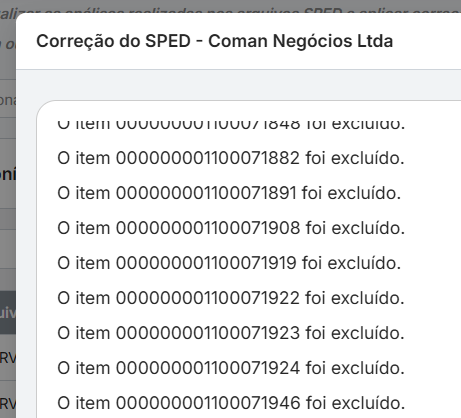 Correção do SPED - Coman Negócios Ltda
O item 000000001100071848 foi excluído.
O item 000000001100071882 foi excluído.
O item 000000001100071891 foi excluído.
O item 000000001100071908 foi excluído.
O item 000000001100071919 foi excluído.
O item 000000001100071922 foi excluído.
O item 000000001100071923 foi excluído.
O item 000000001100071924 foi excluído.
O item 000000001100071946 foi excluído.